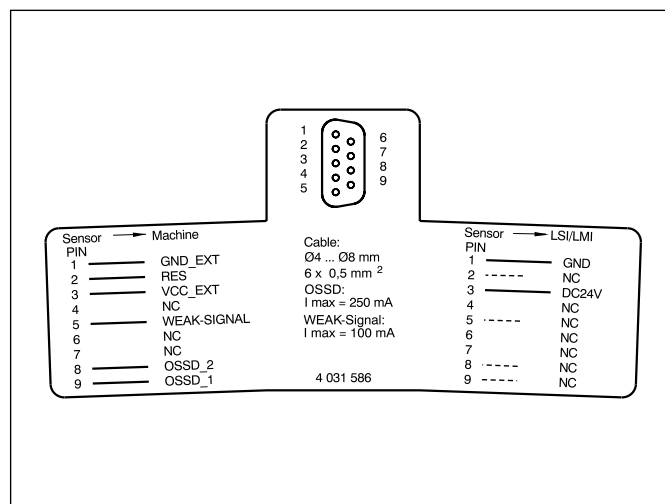 1 6
2 7
3 8
4 9
5
Sensor Machine
PIN
1 GND_EXT
2 RES
3 VCC_EXT
4 NC
5 WEAK-SIGNAL
6 NC
7 NC
8 OSSD_2
9 OSSD_1
Cable:
Ø4 ... Ø8 mm
6 x 0,5 mm²
OSSD:
I max = 250 mA
WEAK-Signal:
I max = 100 mA
4 031 586
Sensor LSI/LMI
PIN
1 GND
2 NC
3 DC24V
4 NC
5 NC
6 NC
7 NC
8 NC
9 NC